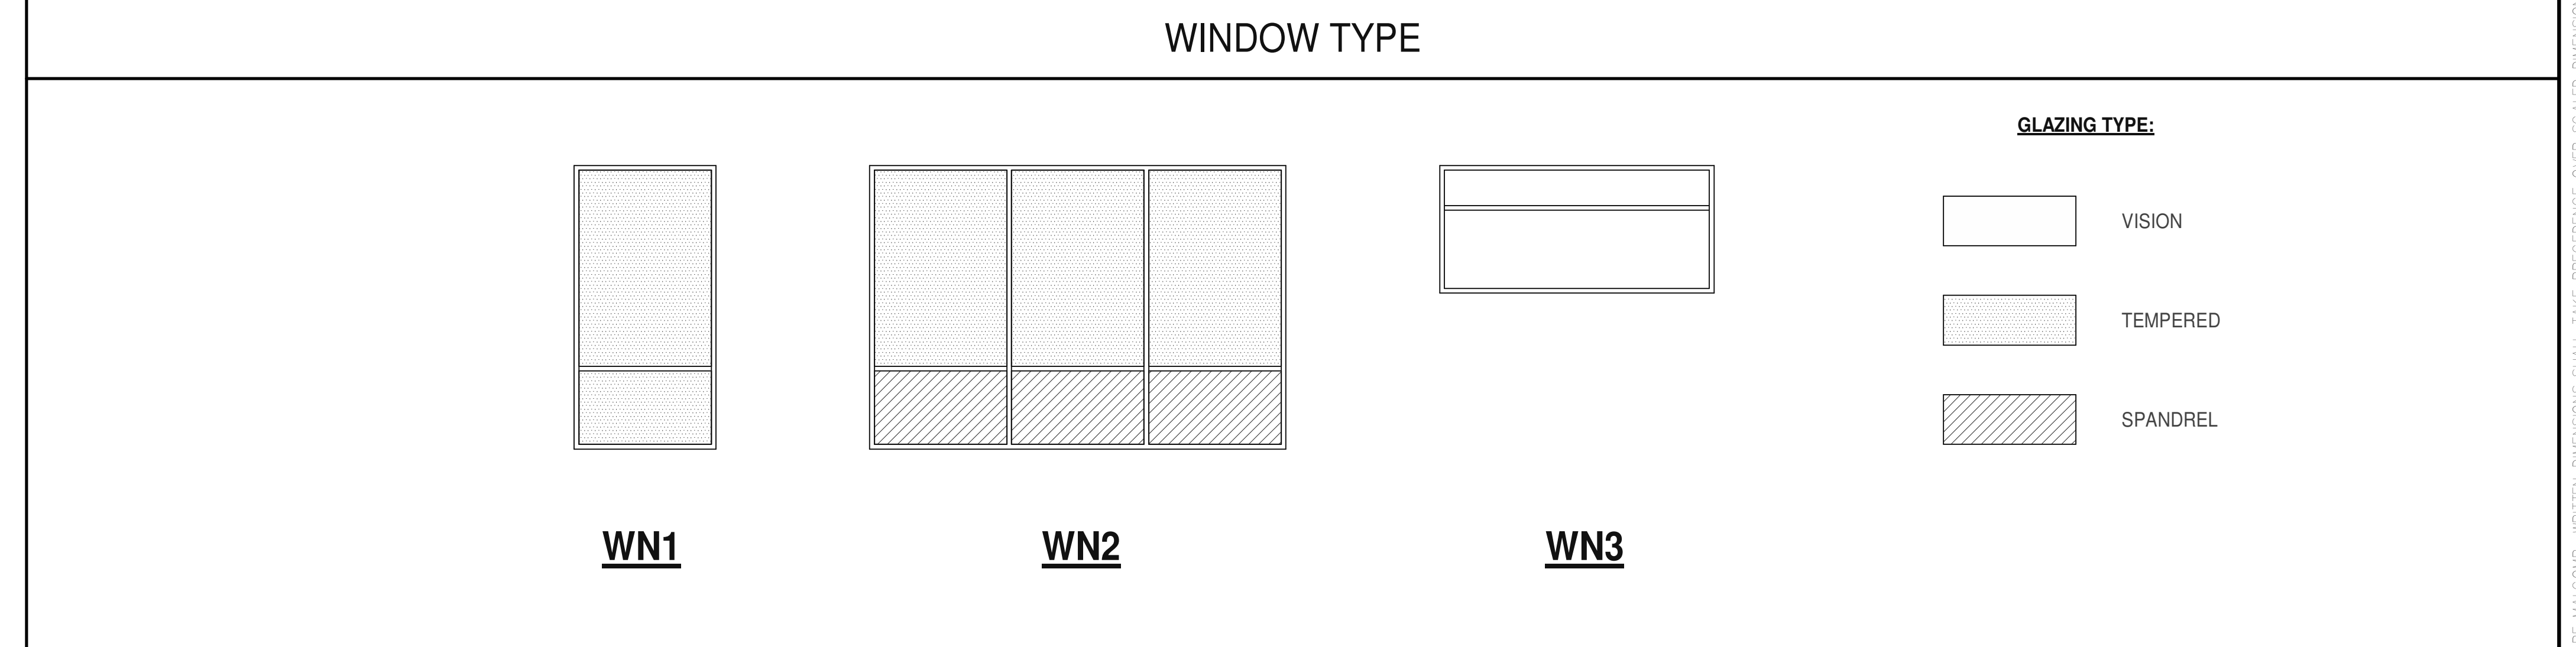 WINDOW TYPE
GLAZING TYPE:
VISION
TEMPERED
SPANDREL
WN1
WN2
WN3